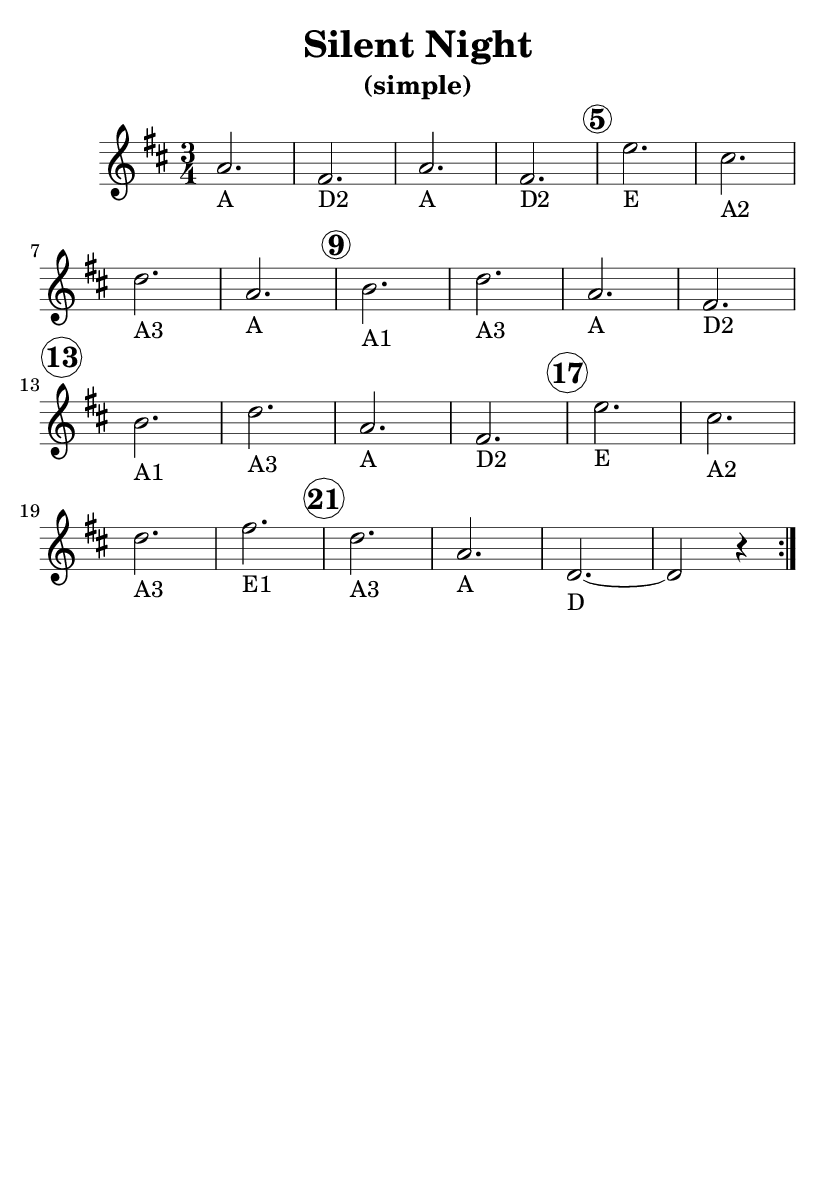 Silent Night
(simple)
5
3
4
A D2 A D2 E A2
7 9
A3 A A1 A3 A D2
13 17
13
A1 A3 A D2 E A2
19 21
A3 E1 A3 A D